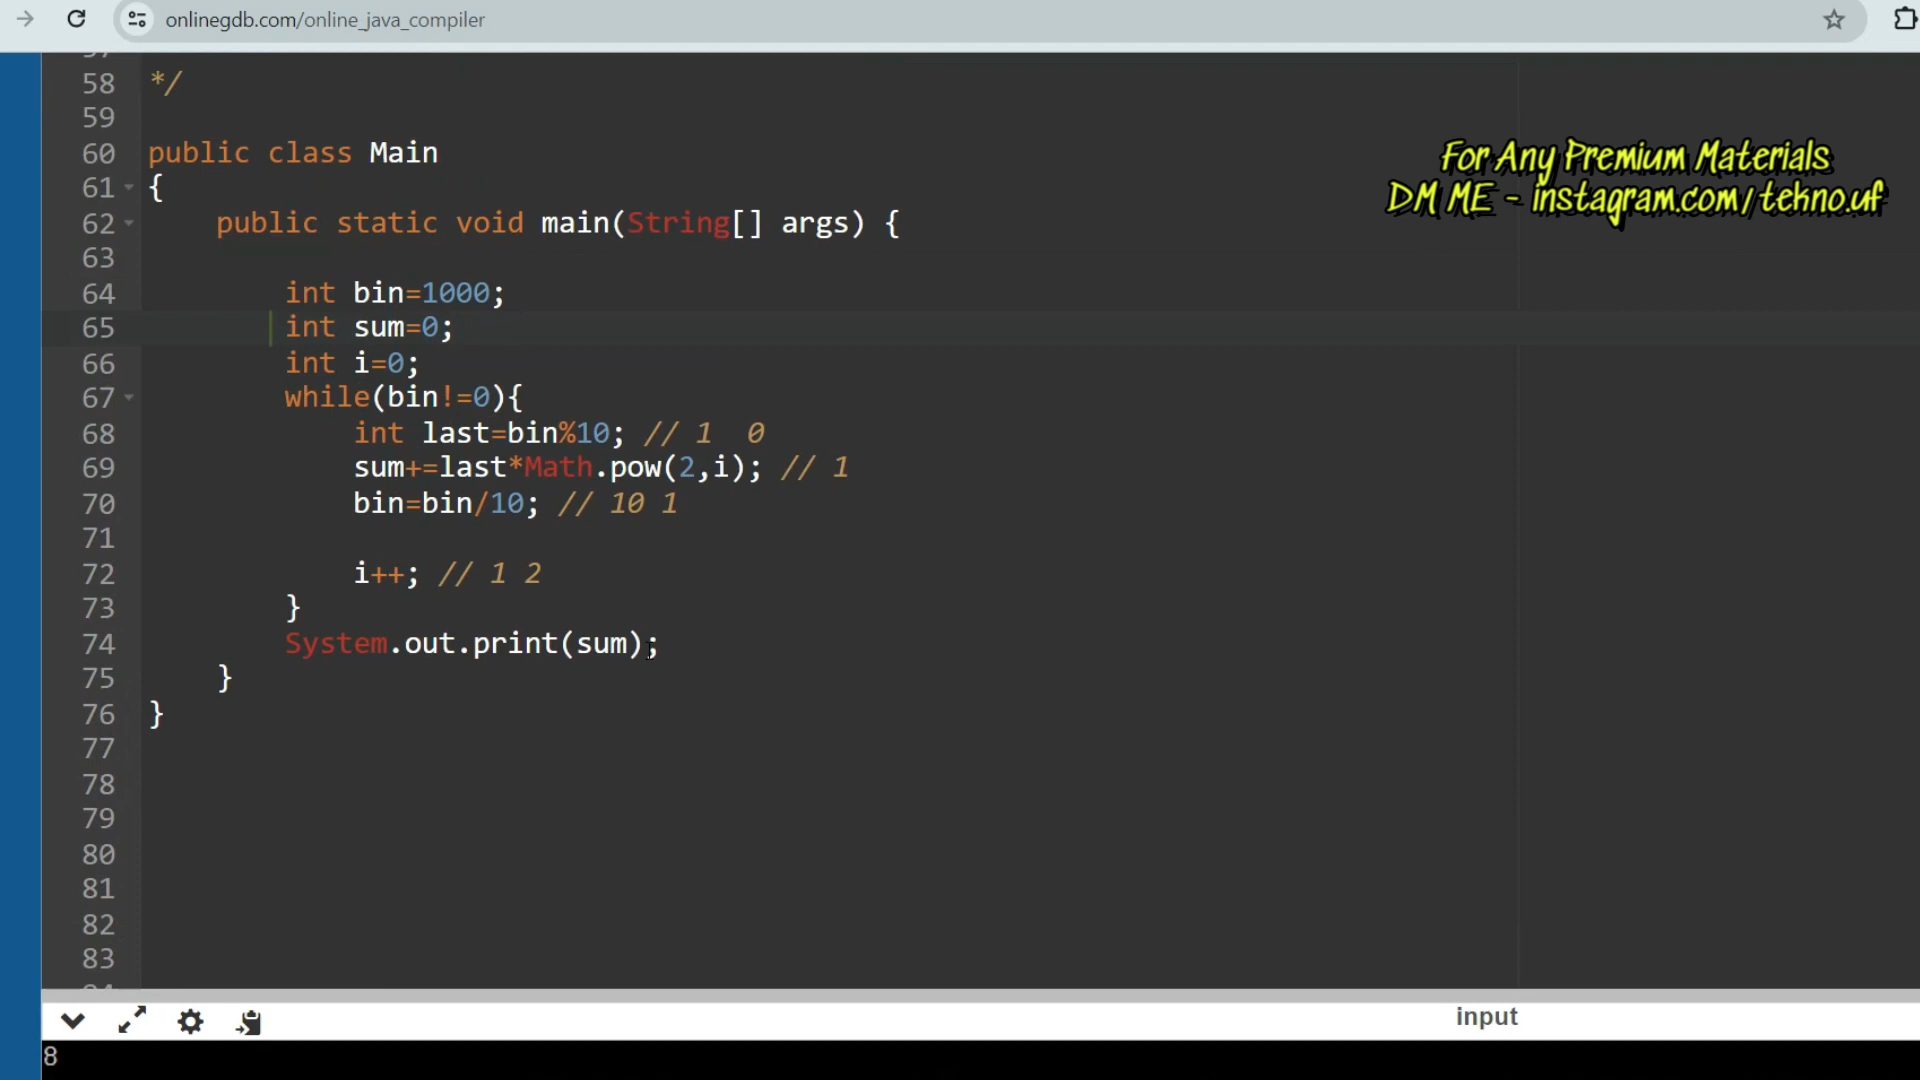 onlinegdb.com/online_java_compiler
58 */
59
60 public class Main
61 {
62 public static void main(String[] args) {
63
64 int bin=1000;
65 int sum=0;
66 int i=0;
67 while(bin!=0){
68 int last=bin%10; // 1 0
69 sum+=last*Math.pow(2,i); // 1
70 bin=bin/10; // 10 1
71
72 i++; // 1 2
73 }
74 System.out.print(sum);
75 }
76 }
77
78
79
80
81
82
83
For Any Premium Materials
DM ME - instagram.com/tekno.uf
input
8